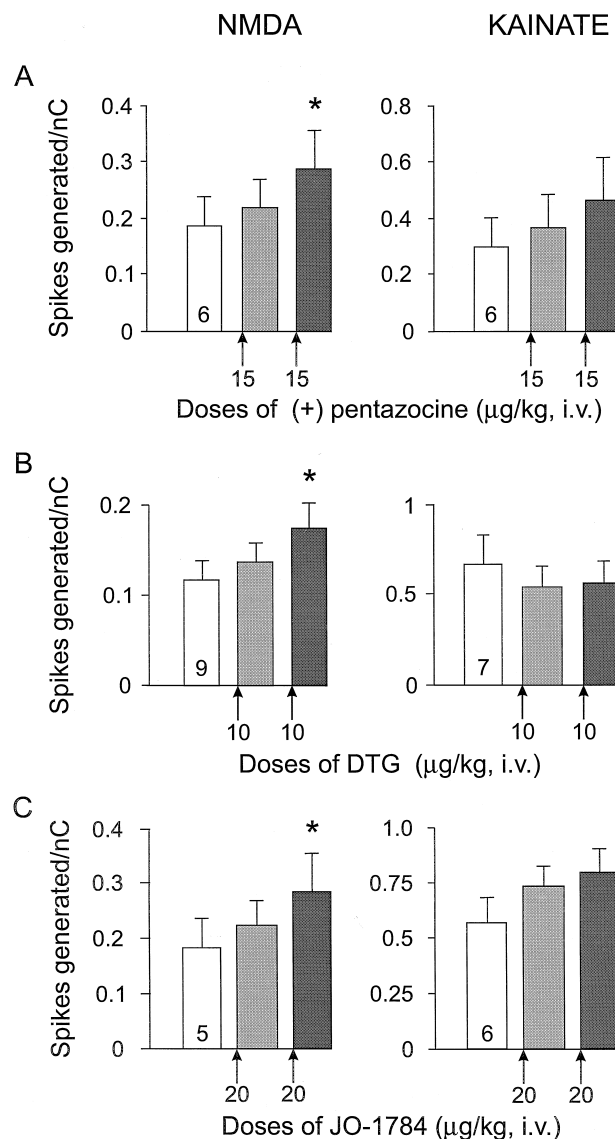 NMDA KAINATE
A
Spikes generated/nC
0.4 * 0.8
0.3 0.6
0.2 0.4
0.1 0.2
0 6 0 6
15 15 15 15
Doses of (+) pentazocine (µg/kg, i.v.)
B
Spikes generated/nC
0.2 * 1
0.1 0.5
0 9 0 7
10 10 10 10
Doses of DTG (µg/kg, i.v.)
C
Spikes generated/nC
0.4 * 1.0
0.3 0.75
0.2 0.5
0.1 0.25
0 5 0 6
20 20 20 20
Doses of JO-1784 (µg/kg, i.v.)